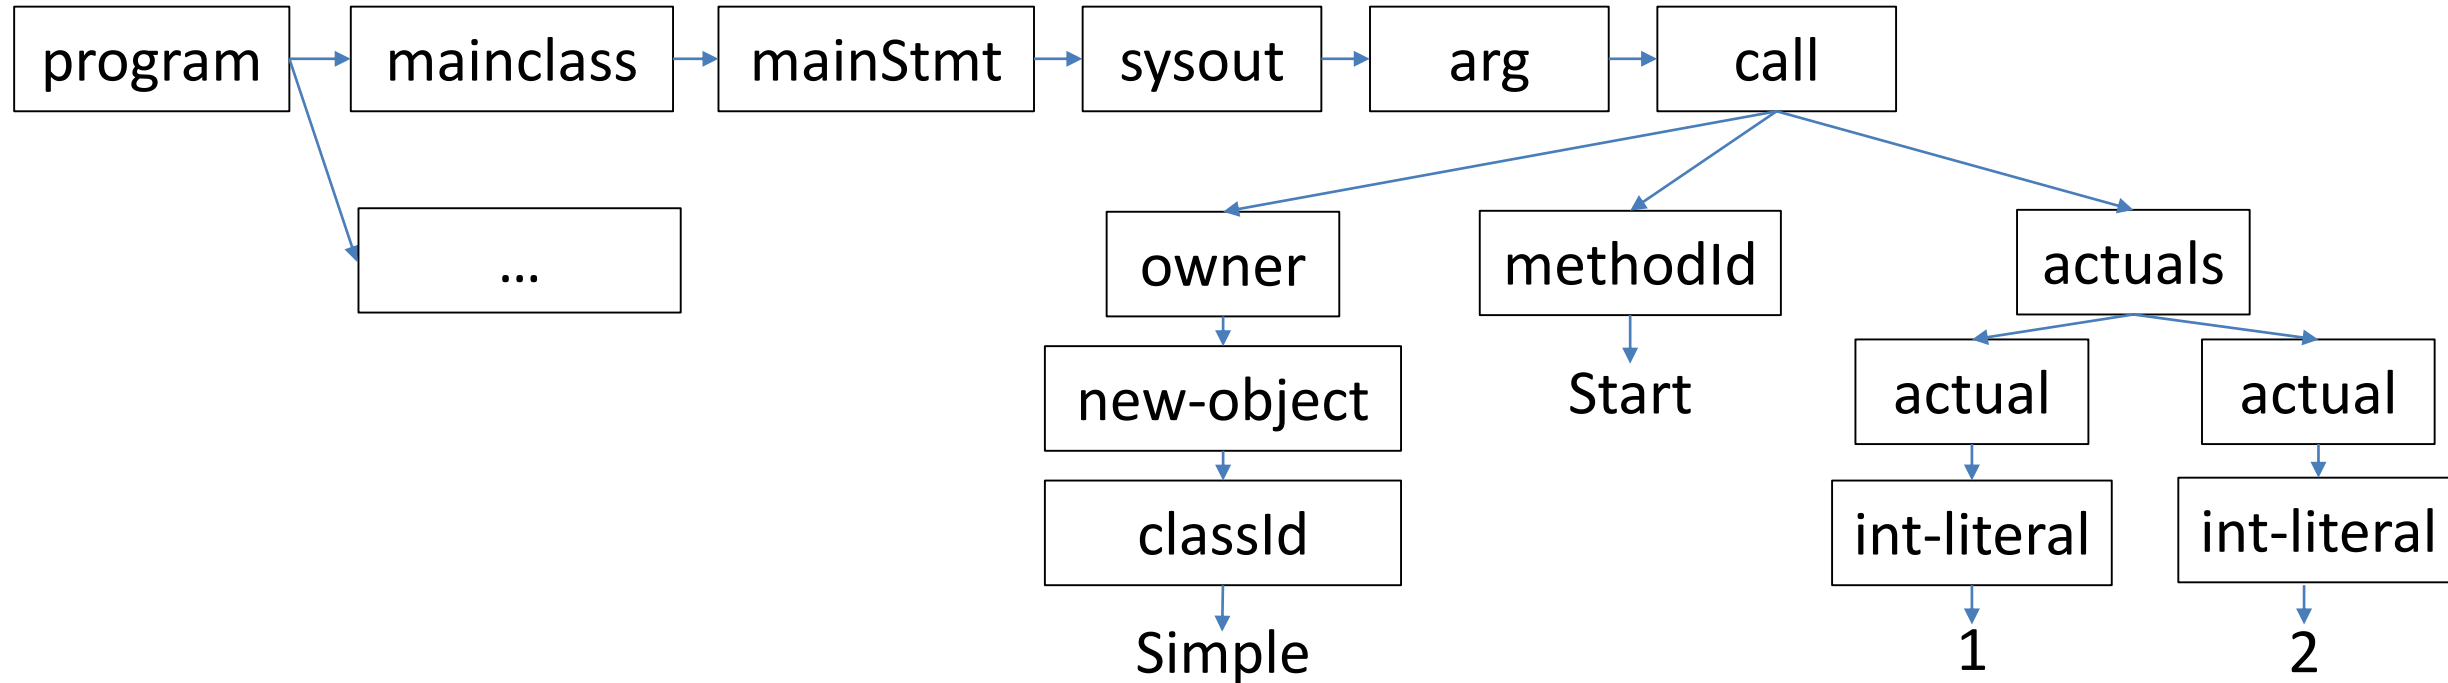 program
mainclass
mainStmt
sysout
arg
call
...
owner
methodId
actuals
new-object
Start
actual
actual
classId
int-literal
int-literal
Simple
1
2